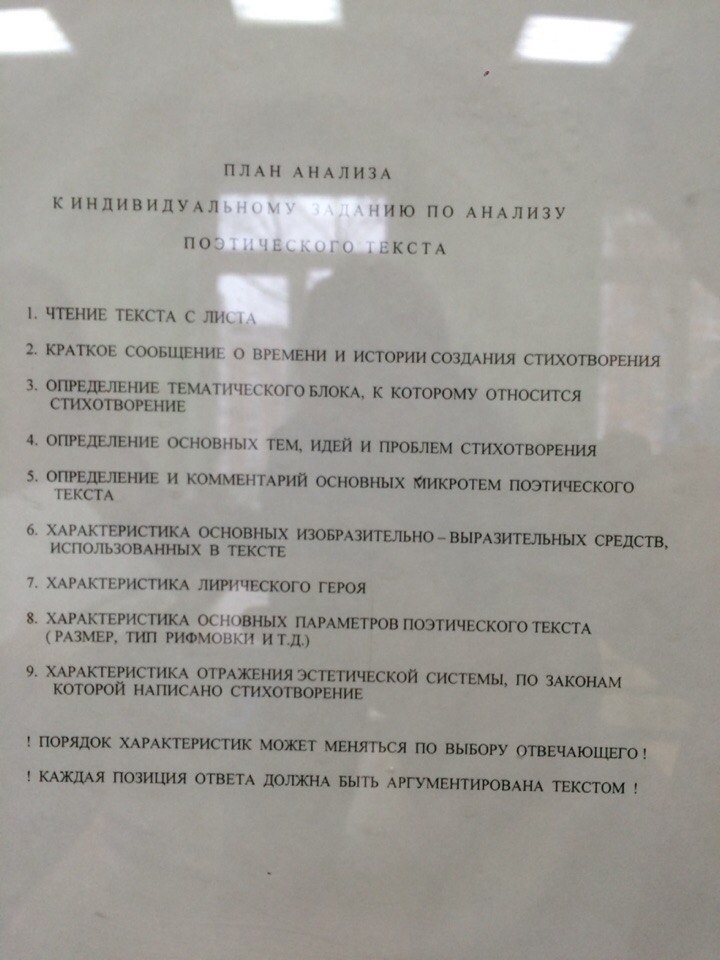 ПЛАН АНАЛИЗА
К ИНДИВИДУАЛЬНОМУ ЗАДАНИЮ ПО АНАЛИЗУ
ПОЭТИЧЕСКОГО ТЕКСТА
1. ЧТЕНИЕ ТЕКСТА С ЛИСТА
2. КРАТКОЕ СООБЩЕНИЕ О ВРЕМЕНИ И ИСТОРИИ СОЗДАНИЯ СТИХОТВОРЕНИЯ
3. ОПРЕДЕЛЕНИЕ ТЕМАТИЧЕСКОГО БЛОКА, К КОТОРОМУ ОТНОСИТСЯ
СТИХОТВОРЕНИЕ
4. ОПРЕДЕЛЕНИЕ ОСНОВНЫХ ТЕМ, ИДЕЙ И ПРОБЛЕМ СТИХОТВОРЕНИЯ
5. ОПРЕДЕЛЕНИЕ И КОММЕНТАРИЙ ОСНОВНЫХ МИКРОТЕМ ПОЭТИЧЕСКОГО
ТЕКСТА
6. ХАРАКТЕРИСТИКА ОСНОВНЫХ ИЗОБРАЗИТЕЛЬНО – ВЫРАЗИТЕЛЬНЫХ СРЕДСТВ,
ИСПОЛЬЗОВАННЫХ В ТЕКСТЕ
7. ХАРАКТЕРИСТИКА ЛИРИЧЕСКОГО ГЕРОЯ
8. ХАРАКТЕРИСТИКА ОСНОВНЫХ ПАРАМЕТРОВ ПОЭТИЧЕСКОГО ТЕКСТА
( РАЗМЕР, ТИП РИФМОВКИ И Т.Д.)
9. ХАРАКТЕРИСТИКА ОТРАЖЕНИЯ ЭСТЕТИЧЕСКОЙ СИСТЕМЫ, ПО ЗАКОНАМ
КОТОРОЙ НАПИСАНО СТИХОТВОРЕНИЕ
! ПОРЯДОК ХАРАКТЕРИСТИК МОЖЕТ МЕНЯТЬСЯ ПО ВЫБОРУ ОТВЕЧАЮЩЕГО !
! КАЖДАЯ ПОЗИЦИЯ ОТВЕТА ДОЛЖНА БЫТЬ АРГУМЕНТИРОВАНА ТЕКСТОМ !